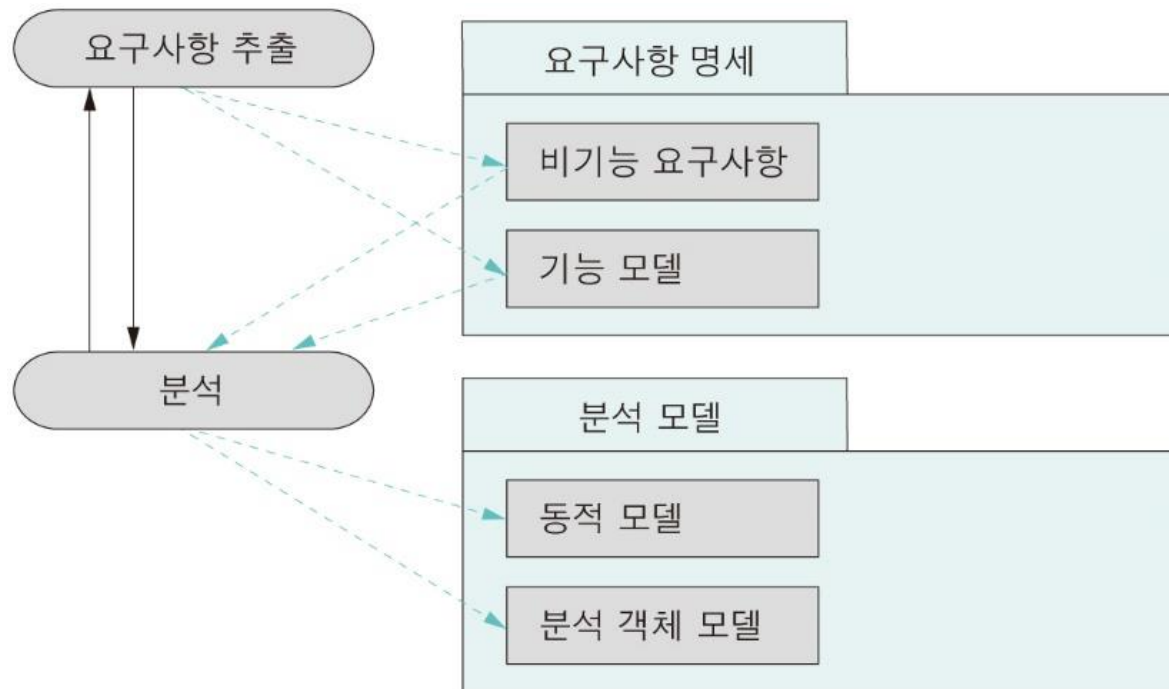 요구사항 추출
요구사항 명세
비기능 요구사항
기능 모델
분석
분석 모델
동적 모델
분석 객체 모델